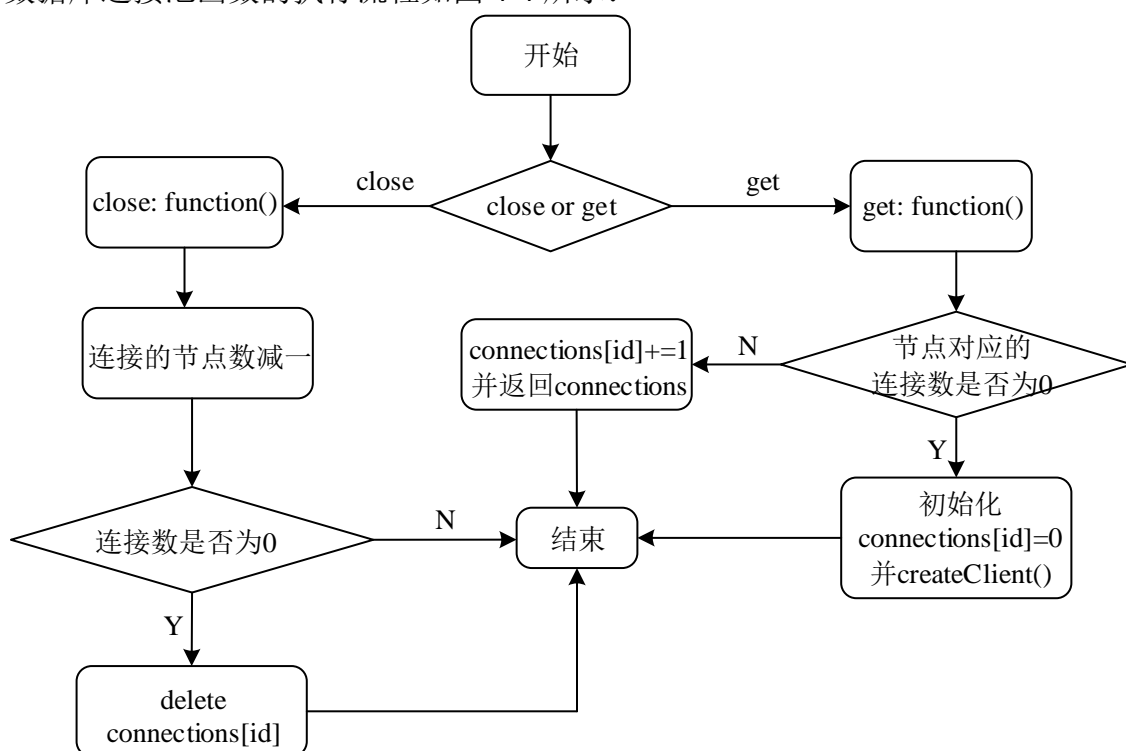 开始
close
get
close: function()
close or get
get: function()
连接的节点数减一
connections[id]+=1
并返回connections
N
节点对应的
连接数是否为0
Y
初始化
connections[id]=0
并createClient()
连接数是否为0
N
结束
Y
delete
connections[id]